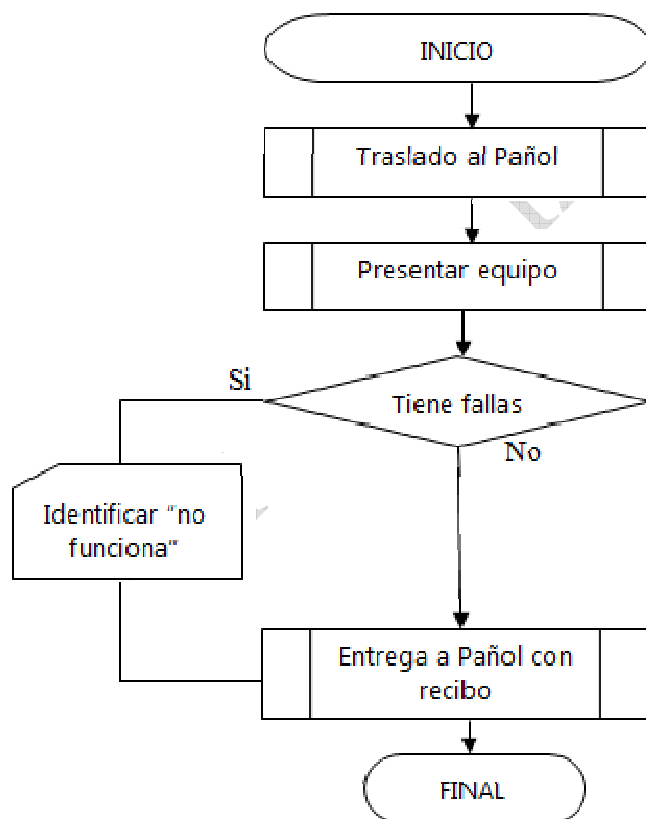 INICIO
Traslado al Pañol
Presentar equipo
Tiene fallas
Si
No
Identificar "no
funciona"
Entrega a Pañol con
recibo
FINAL